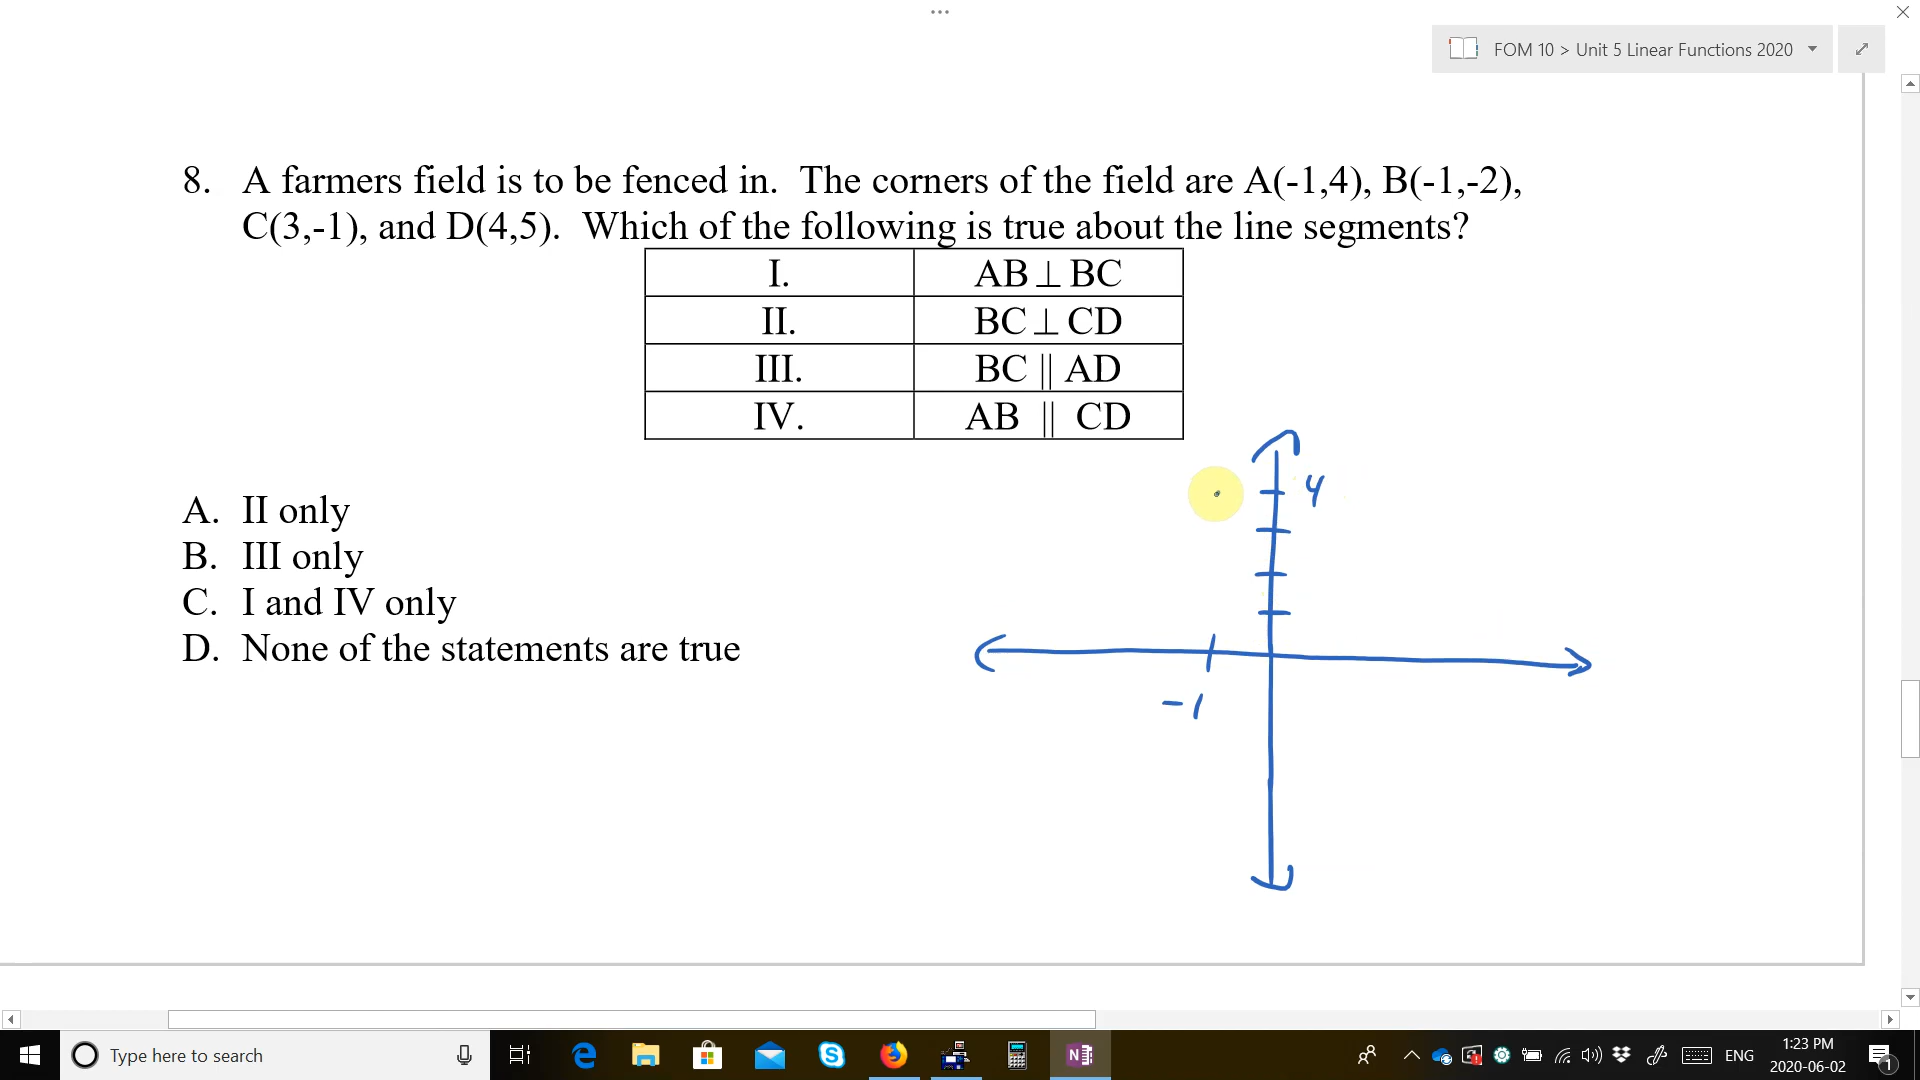 FOM 10 > Unit 5 Linear Functions 2020
8. A farmers field is to be fenced in. The corners of the field are A(-1,4), B(-1,-2),
C(3,-1), and D(4,5). Which of the following is true about the line segments?
I. AB ⊥ BC
II. BC ⊥ CD
III. BC || AD
IV. AB || CD
4
A. II only
B. III only
C. I and IV only
D. None of the statements are true
-1
Type here to search
ENG
1:23 PM
2020-06-02
1